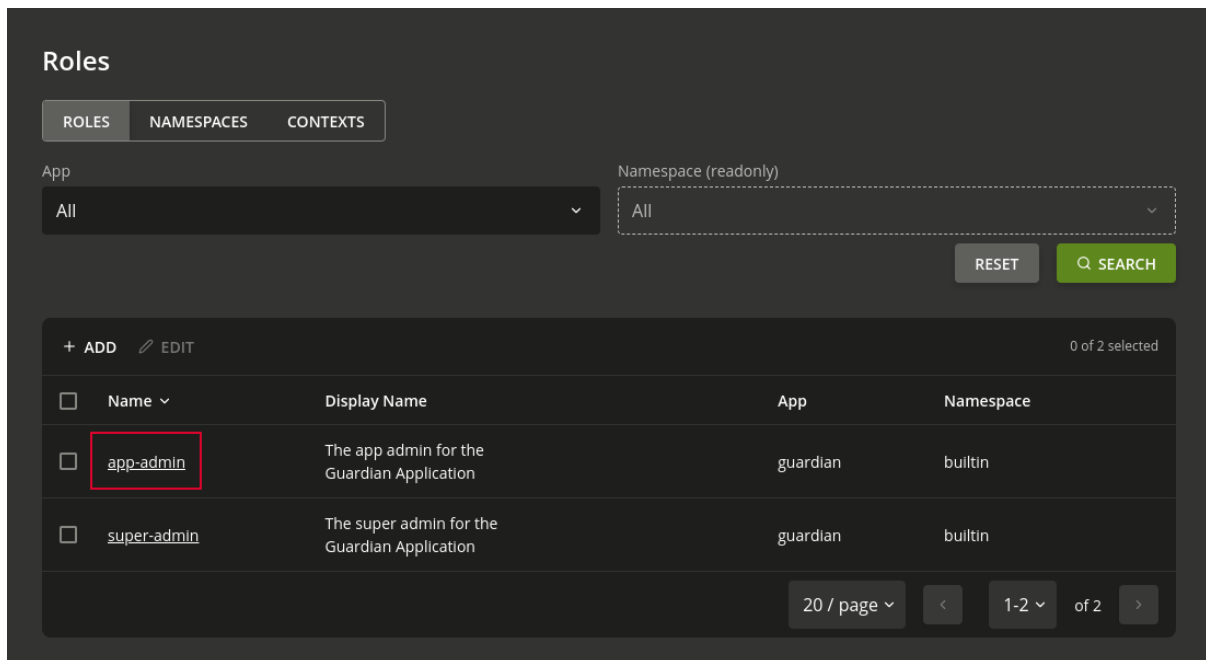 Roles
ROLES NAMESPACES CONTEXTS
App Namespace (readonly)
All All
RESET SEARCH
+ ADD EDIT 0 of 2 selected
Name Display Name App Namespace
app-admin The app admin for the Guardian Application guardian builtin
super-admin The super admin for the Guardian Application guardian builtin
20 / page 1-2 of 2